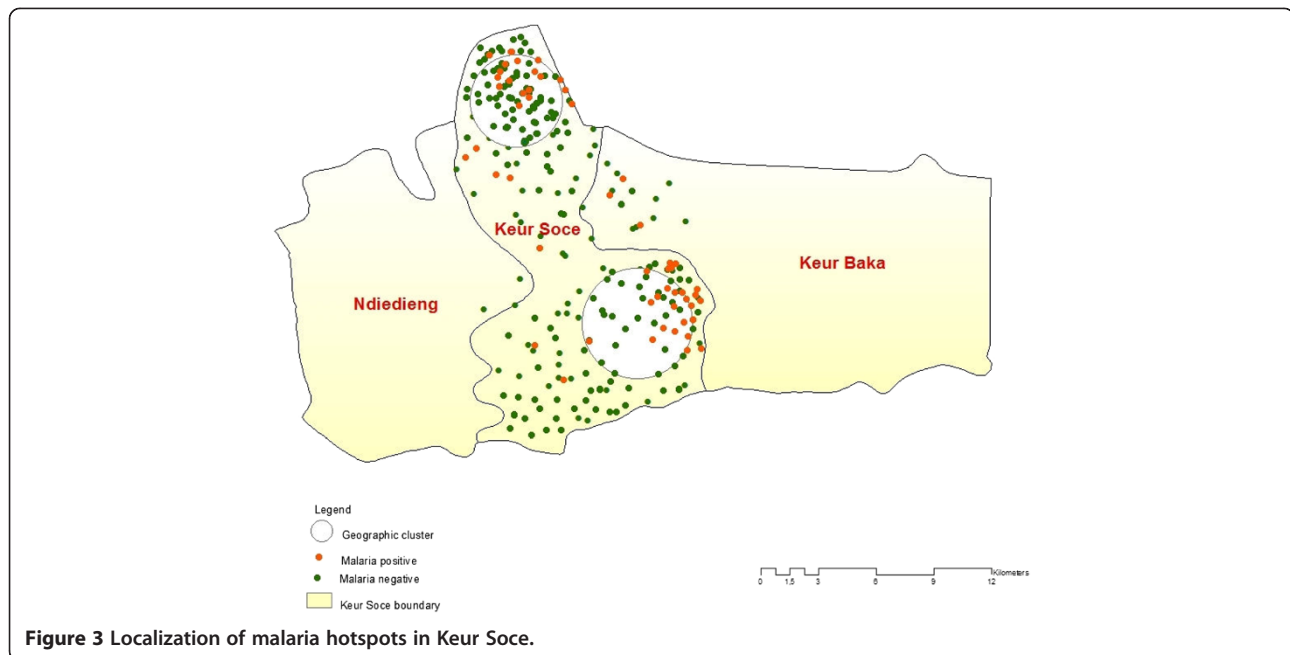 Keur Soce
Keur Baka
Ndiedieng
Legend
Geographic cluster
Malaria positive
Malaria negative
Keur Soce boundary
Kilometers
0 1,5 3 6 9 12
Figure 3 Localization of malaria hotspots in Keur Soce.